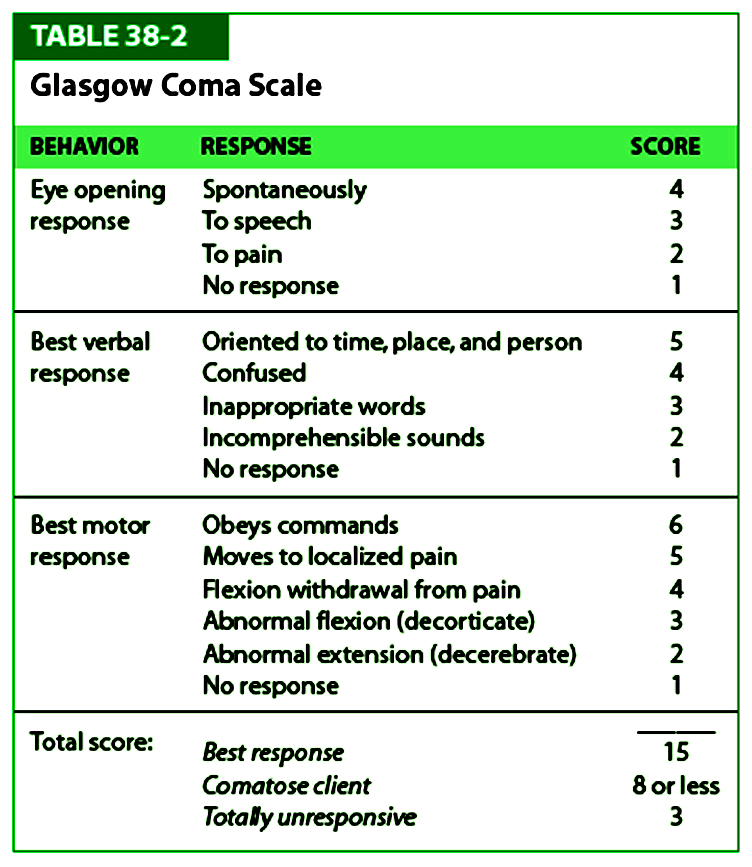 TABLE 38-2
Glasgow Coma Scale
BEHAVIOR RESPONSE SCORE
Eye opening Spontaneously 4
response To speech 3
To pain 2
No response 1
Best verbal Oriented to time, place, and person 5
response Confused 4
Inappropriate words 3
Incomprehensible sounds 2
No response 1
Best motor Obeys commands 6
response Moves to localized pain 5
Flexion withdrawal from pain 4
Abnormal flexion (decorticate) 3
Abnormal extension (decerebrate) 2
No response 1
Total score: Best response 15
Comatose client 8 or less
Totally unresponsive 3